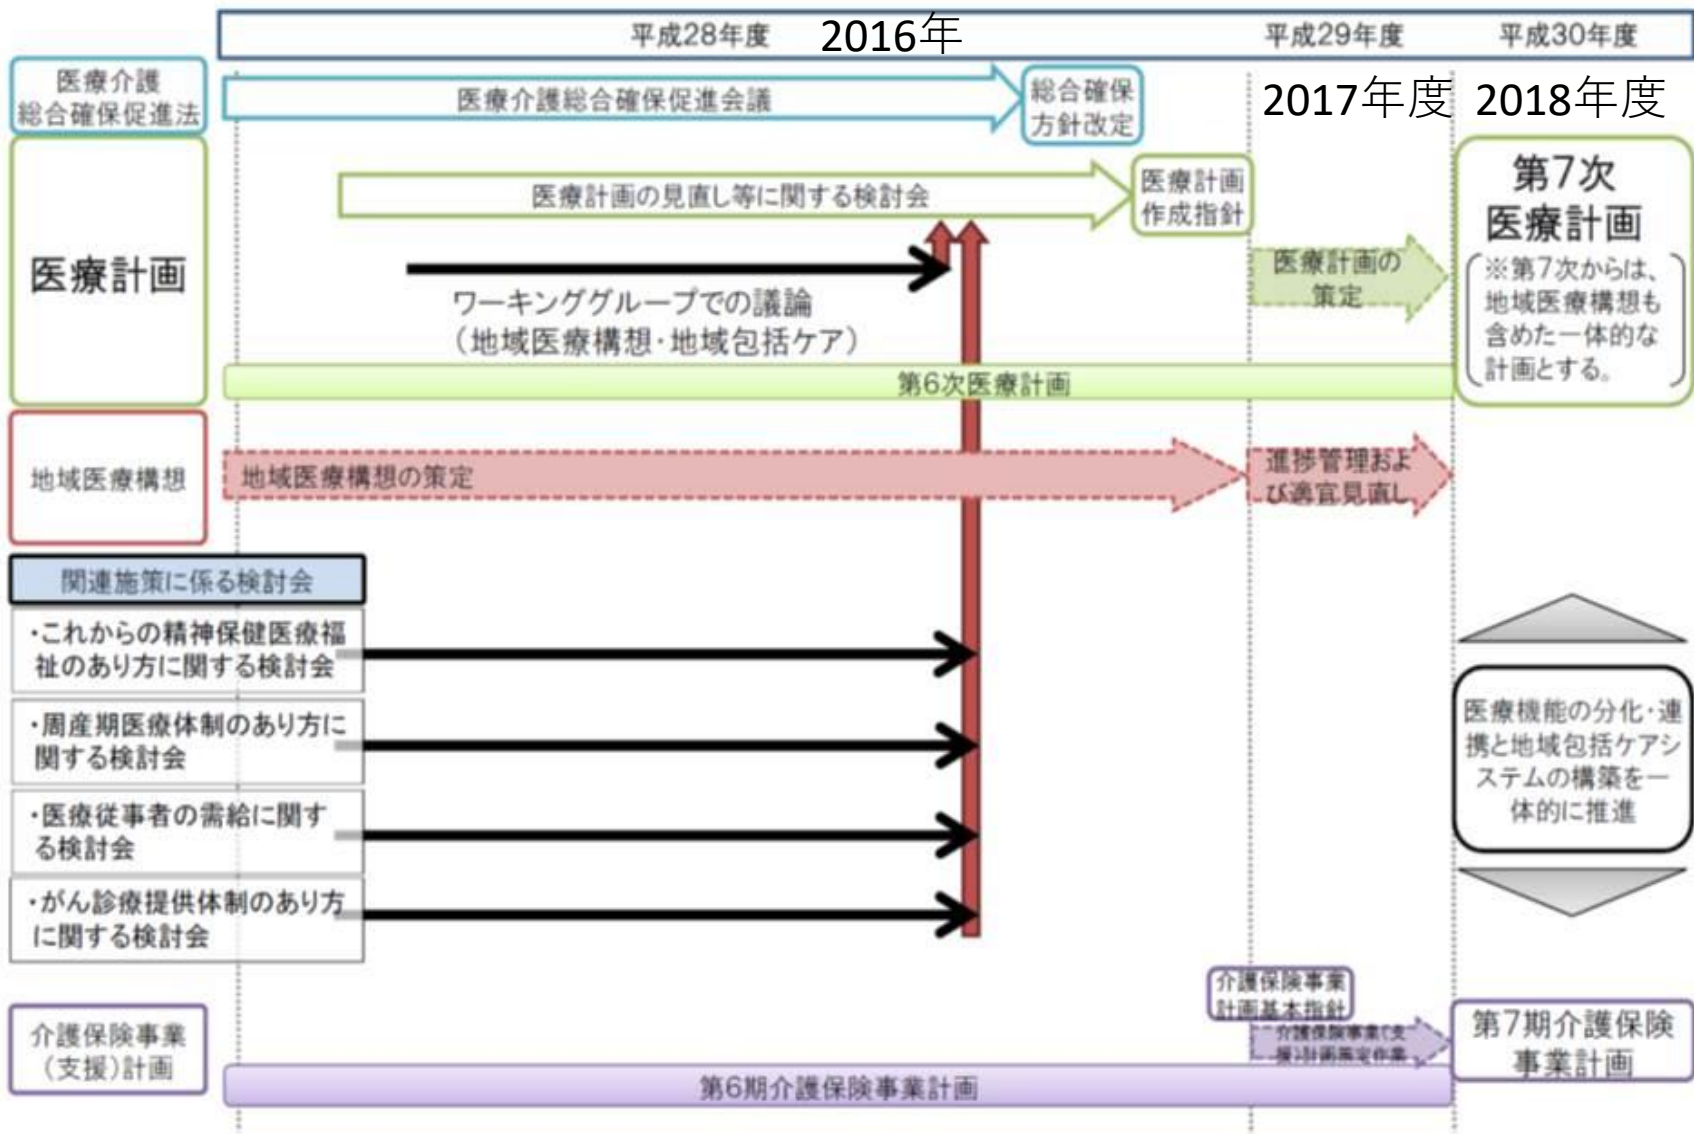 平成28年度
2016年
平成29年度
平成30年度
2017年度
2018年度
医療介護
総合確保促進法
医療介護総合確保促進会議
総合確保
方針改定
医療計画
医療計画の見直し等に関する検討会
医療計画
作成指針
ワーキンググループでの議論
（地域医療構想・地域包括ケア）
医療計画の
策定
第7次
医療計画
※第7次からは、
地域医療構想も
含めた一体的な
計画とする。
第6次医療計画
地域医療構想
地域医療構想の策定
進捗管理およ
び適宜見直し
関連施策に係る検討会
・これからの精神保健医療福
祉のあり方に関する検討会
・周産期医療体制のあり方に
関する検討会
・医療従事者の需給に関す
る検討会
・がん診療提供体制のあり方
に関する検討会
医療機能の分化・連
携と地域包括ケアシ
ステムの構築を一
体的に推進
介護保険事業
（支援）計画
介護保険事業
計画基本指針
介護保険事業（支
援）計画策定作業
第7期介護保険
事業計画
第6期介護保険事業計画